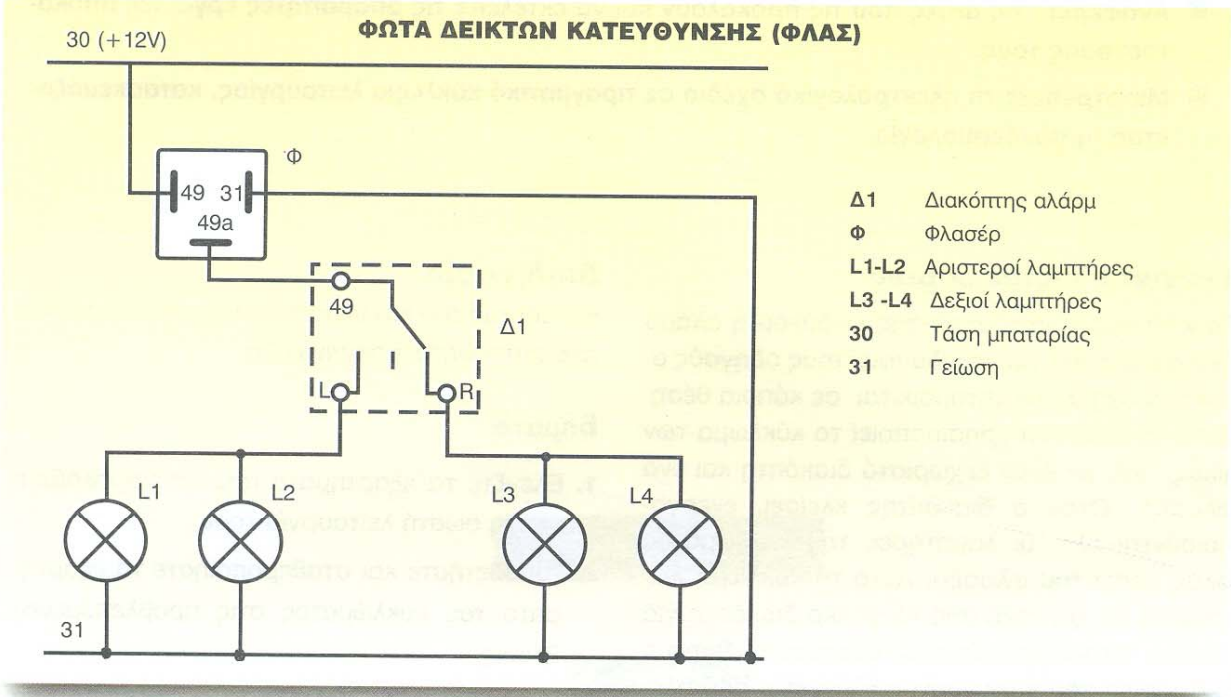 30 (+12V)
ΦΩΤΑ ΔΕΙΚΤΩΝ ΚΑΤΕΥΘΥΝΣΗΣ (ΦΛΑΣ)
Φ
49 31
49a
49
Δ1
L R
L1 L2 L3 L4
31
Δ1 Διακόπτης αλάρμ
Φ Φλασέρ
L1-L2 Αριστεροί λαμπτήρες
L3 -L4 Δεξιοί λαμπτήρες
30 Τάση μπαταρίας
31 Γείωση